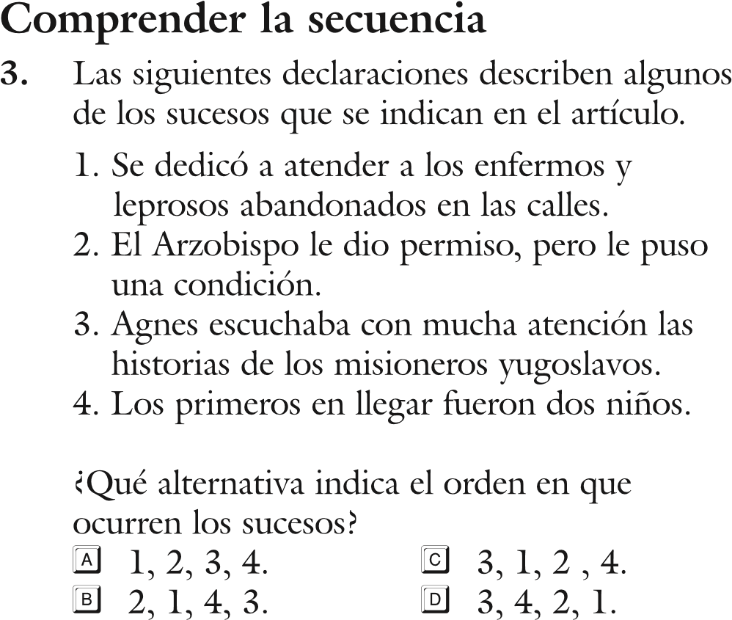 Comprender la secuencia
3. Las siguientes declaraciones describen algunos
de los sucesos que se indican en el artículo.
1. Se dedicó a atender a los enfermos y
leprosos abandonados en las calles.
2. El Arzobispo le dio permiso, pero le puso
una condición.
3. Agnes escuchaba con mucha atención las
historias de los misioneros yugoslavos.
4. Los primeros en llegar fueron dos niños.
¿Qué alternativa indica el orden en que
ocurren los sucesos?
A 1, 2, 3, 4.
B 2, 1, 4, 3.
C 3, 1, 2 , 4.
D 3, 4, 2, 1.